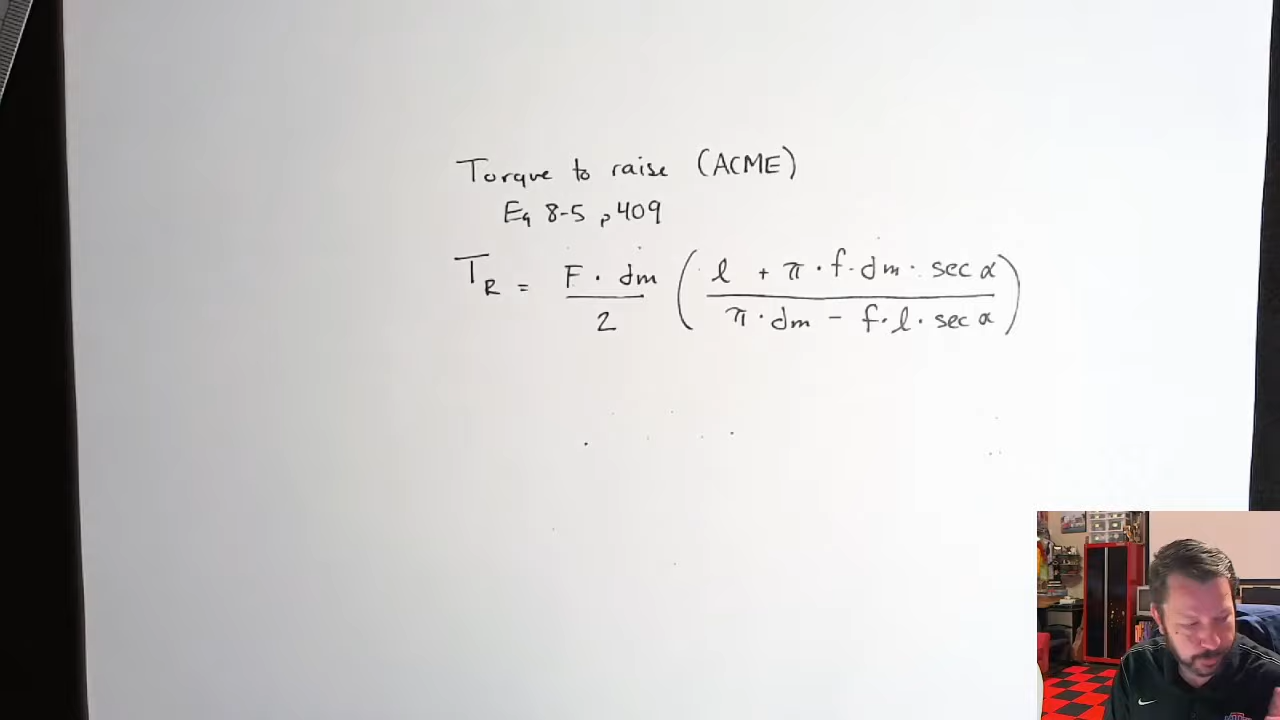 Torque to raise (ACME)
Eq 8-5 p409
T_R = F · dm / 2 ( l + π · f · dm · sec α / π · dm - f · l · sec α )